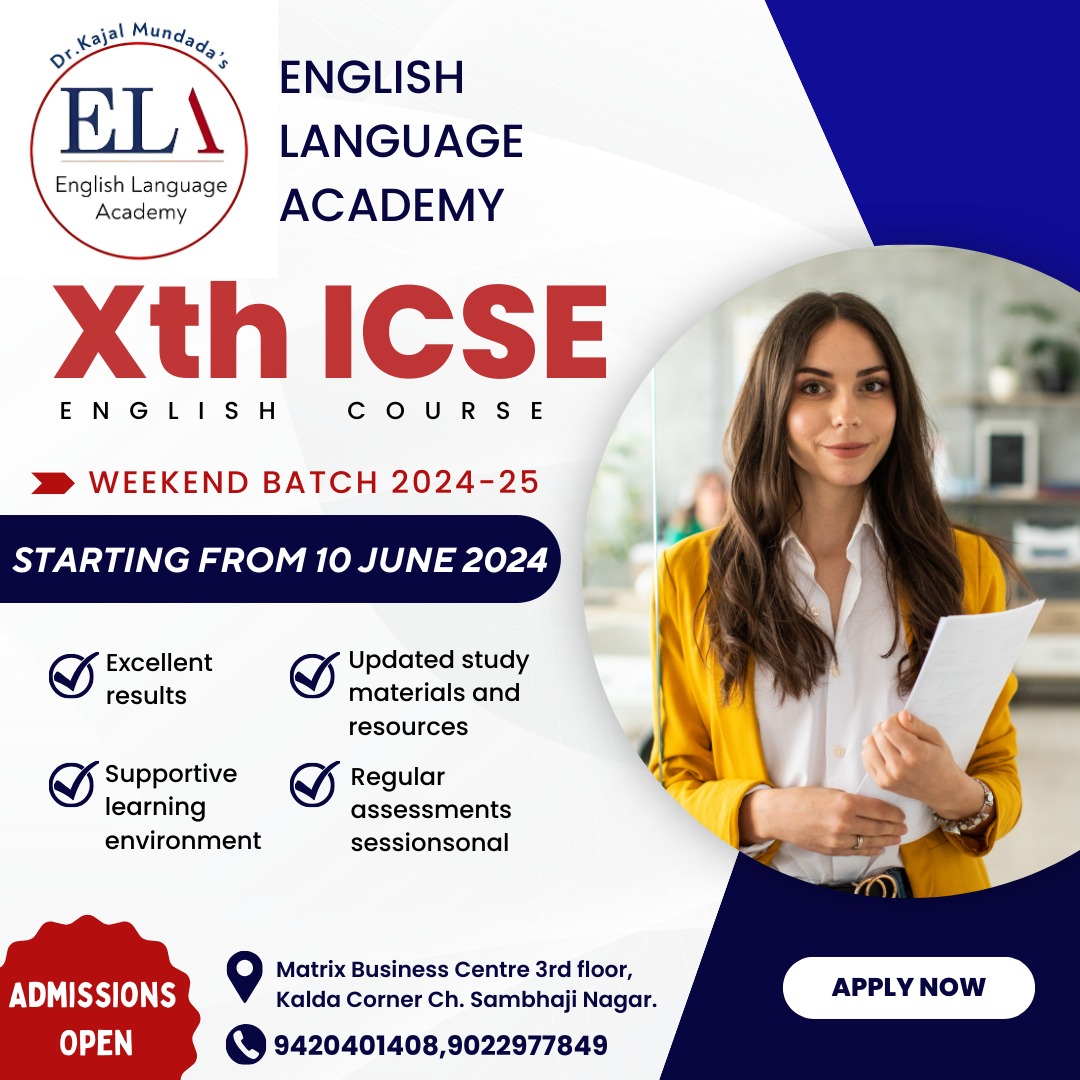 Dr.Kajal Mundada's
ELA
English Language
Academy
ENGLISH
LANGUAGE
ACADEMY
Xth ICSE
ENGLISH COURSE
WEEKEND BATCH 2024-25
STARTING FROM 10 JUNE 2024
Excellent
results
Updated study
materials and
resources
Supportive
learning
environment
Regular
assessments
sessionsonal
ADMISSIONS
OPEN
Matrix Business Centre 3rd floor,
Kalda Corner Ch. Sambhaji Nagar.
9420401408,9022977849
APPLY NOW